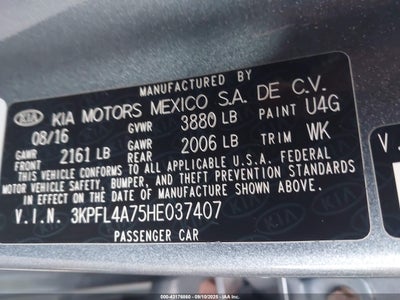 MANUFACTURED BY
KIA KIA MOTORS MEXICO S.A. DE C.V.
08/16 GVWR 3880 LB PAINT U4G
GAWR FRONT 2161 LB GAWR REAR 2006 LB TRIM WK
THIS VEHICLE CONFORMS TO ALL APPLICABLE U.S.A. FEDERAL
MOTOR VEHICLE SAFETY, BUMPER, AND THEFT PREVENTION STANDARDS
IN EFFECT ON THE DATE OF MANUFACTURE SHOWN ABOVE.
V.I.N. 3KPFL4A75HE037407
PASSENGER CAR
V.